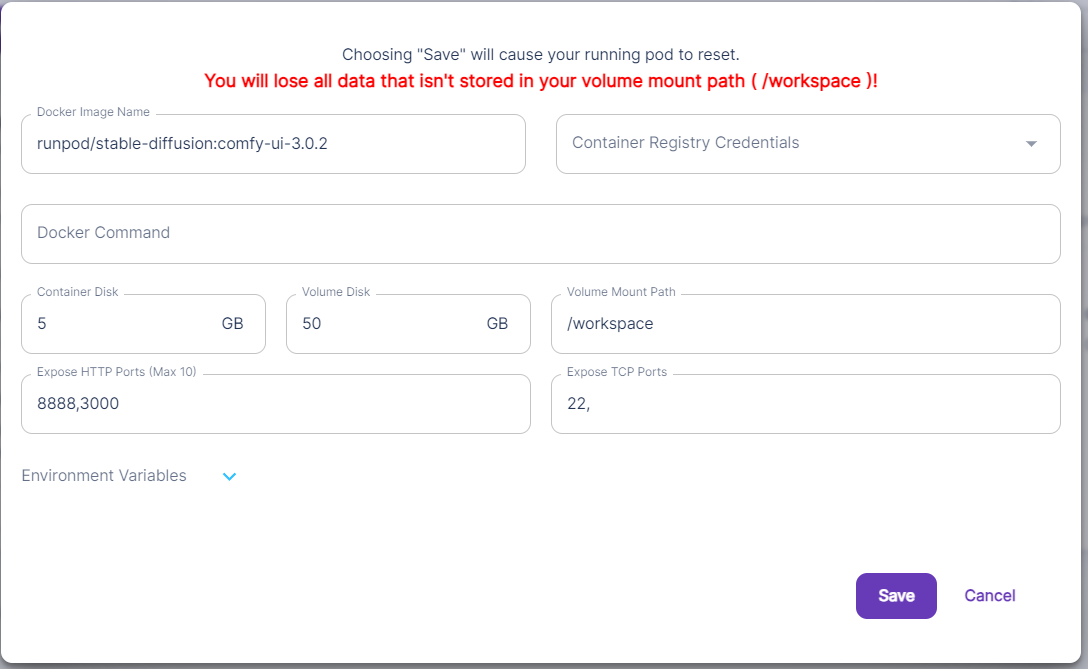 Choosing "Save" will cause your running pod to reset.
You will lose all data that isn't stored in your volume mount path ( /workspace )!
Docker Image Name
runpod/stable-diffusion:comfy-ui-3.0.2
Container Registry Credentials
Docker Command
Container Disk
5 GB
Volume Disk
50 GB
Volume Mount Path
/workspace
Expose HTTP Ports (Max 10)
8888,3000
Expose TCP Ports
22,
Environment Variables
Save
Cancel